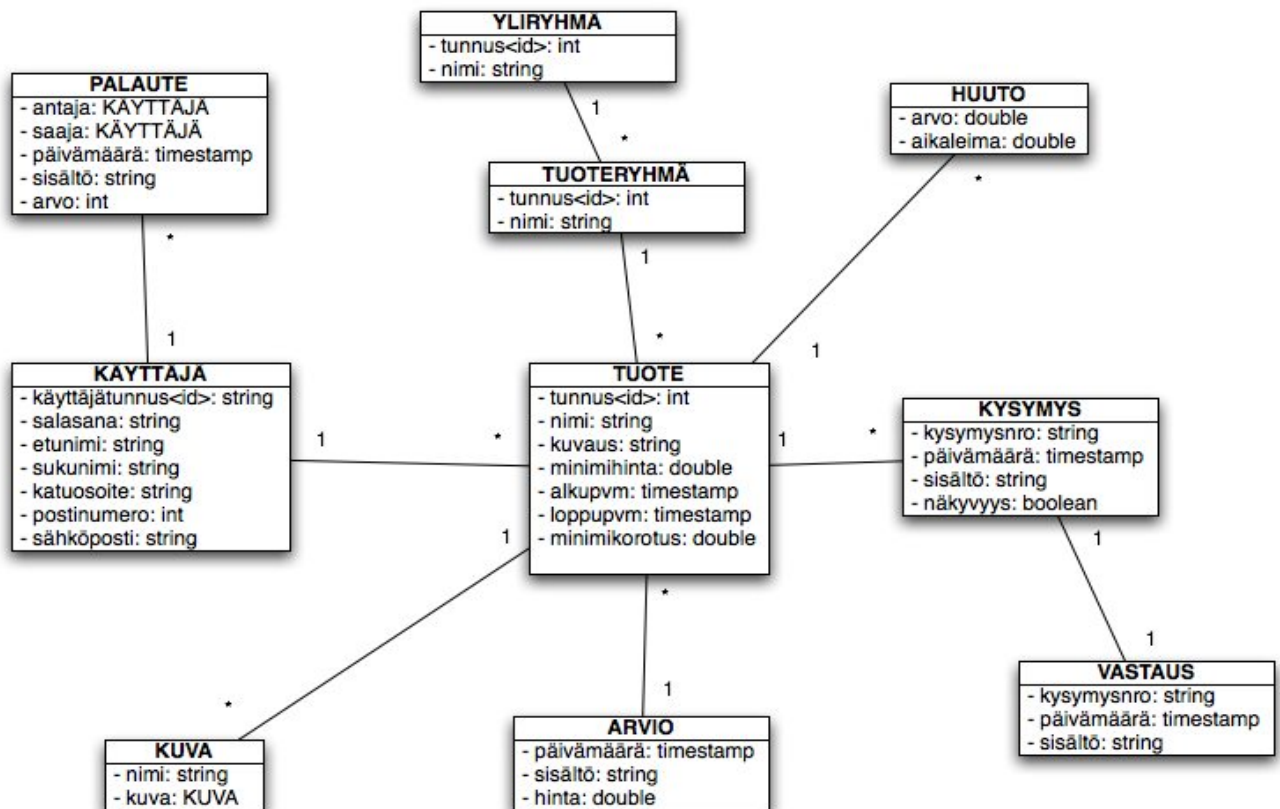 YLIRYHMÄ
- tunnus<id>: int
- nimi: string
1
*
PALAUTE
- antaja: KÄYTTÄJÄ
- saaja: KÄYTTÄJÄ
- päivämäärä: timestamp
- sisältö: string
- arvo: int
*
1
HUUTO
- arvo: double
- aikaleima: double
*
1
TUOTERYHMÄ
- tunnus<id>: int
- nimi: string
1
*
KÄYTTÄJÄ
- käyttäjätunnus<id>: string
- salasana: string
- etunimi: string
- sukunimi: string
- katuosoite: string
- postinumero: int
- sähköposti: string
1
*
TUOTE
- tunnus<id>: int
- nimi: string
- kuvaus: string
- minimihinta: double
- alkupvm: timestamp
- loppupvm: timestamp
- minimikorotus: double
1
*
KYSYMYS
- kysymysnro: string
- päivämäärä: timestamp
- sisältö: string
- näkyvyys: boolean
1
1
VASTAUS
- kysymysnro: string
- päivämäärä: timestamp
- sisältö: string
1
*
KUVA
- nimi: string
- kuva: KUVA
*
1
ARVIO
- päivämäärä: timestamp
- sisältö: string
- hinta: double